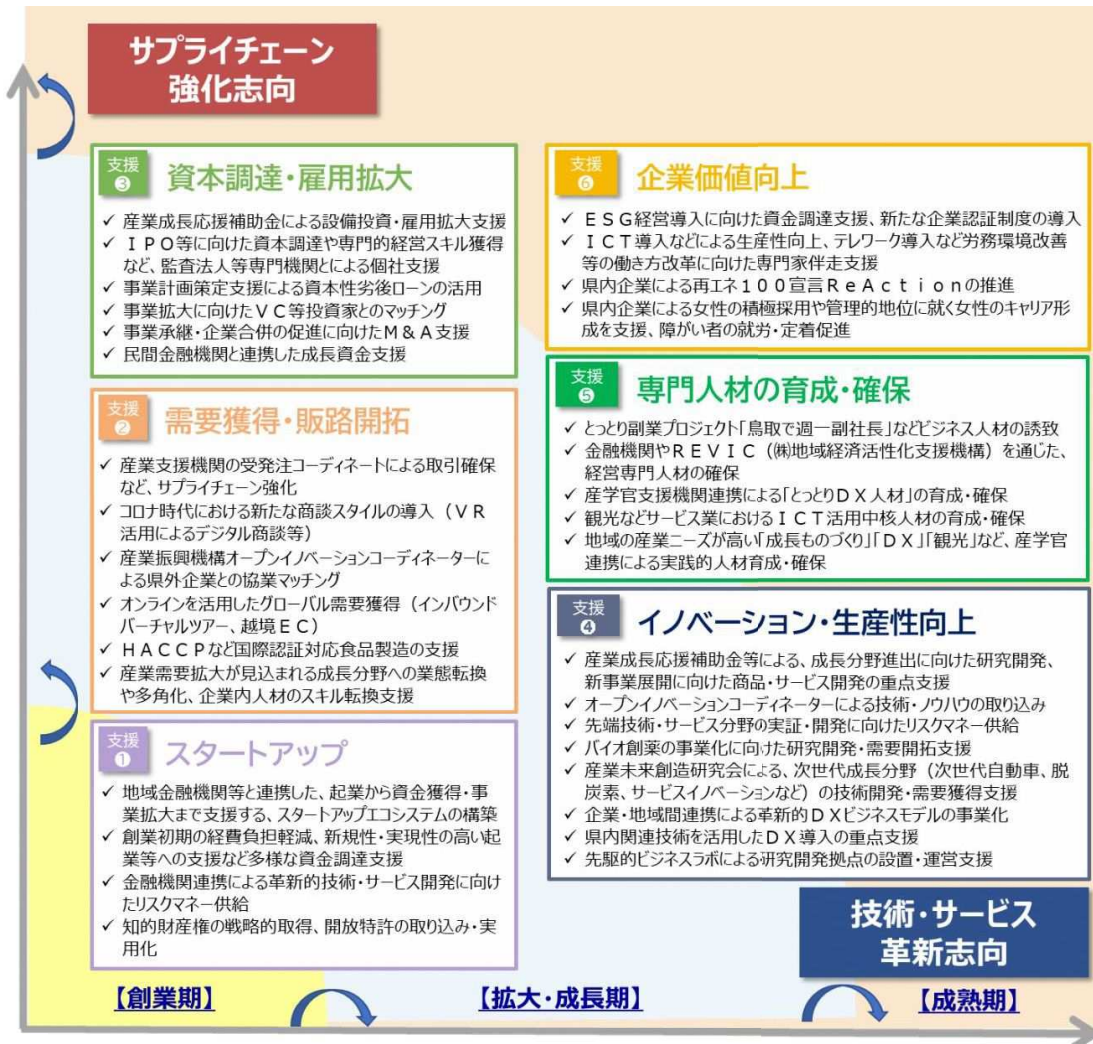 サプライチェーン
強化志向
支援
❸
資本調達・雇用拡大
✓ 産業成長応援補助金による設備投資・雇用拡大支援
✓ ＩＰＯ等に向けた資本調達や専門的経営スキル獲得
など、監査法人等専門機関とによる個社支援
✓ 事業計画策定支援による資本性劣後ローンの活用
✓ 事業拡大に向けたＶＣ等投資家とのマッチング
✓ 事業承継・企業合併の促進に向けたＭ＆Ａ支援
✓ 民間金融機関と連携した成長資金支援
支援
❻
企業価値向上
✓ ＥＳＧ経営導入に向けた資金調達支援、新たな企業認証制度の導入
✓ ＩＣＴ導入などによる生産性向上、テレワーク導入など労務環境改善
等の働き方改革に向けた専門家伴走支援
✓ 県内企業による再エネ１００宣言ＲｅＡｃｔｉｏｎの推進
✓ 県内企業による女性の積極採用や管理的地位に就く女性のキャリア形
成を支援、障がい者の就労・定着促進
支援
❷
需要獲得・販路開拓
✓ 産業支援機関の受発注コーディネートによる取引確保
など、サプライチェーン強化
✓ コロナ時代における新たな商談スタイルの導入（ＶＲ
活用によるデジタル商談等）
✓ 産業振興機構オープンイノベーションコーディネーターに
よる県外企業との協業マッチング
✓ オンラインを活用したグローバル需要獲得（インバウンド
バーチャルツアー、越境ＥＣ）
✓ ＨＡＣＣＰなど国際認証対応食品製造の支援
✓ 産業需要拡大が見込まれる成長分野への業態転換
や多角化、企業内人材のスキル転換支援
支援
❺
専門人材の育成・確保
✓ とっとり副業プロジェクト「鳥取で週一副社長」などビジネス人材の誘致
✓ 金融機関やＲＥＶＩＣ（㈱地域経済活性化支援機構）を通じた、
経営専門人材の確保
✓ 産学官支援機関連携による「とっとりＤＸ人材」の育成・確保
✓ 観光などサービス業におけるＩＣＴ活用中核人材の育成・確保
✓ 地域の産業ニーズが高い「成長ものづくり」「ＤＸ」「観光」など、産学官
連携による実践的人材育成・確保
支援
❹
イノベーション・生産性向上
✓ 産業成長応援補助金等による、成長分野進出に向けた研究開発、
新事業展開に向けた商品・サービス開発の重点支援
✓ オープンイノベーションコーディネーターによる技術・ノウハウの取り込み
✓ 先端技術・サービス分野の実証・開発に向けたリスクマネー供給
✓ バイオ創薬の事業化に向けた研究開発・需要開拓支援
✓ 産業未来創造研究会による、次世代成長分野（次世代自動車、脱
炭素、サービスイノベーションなど）の技術開発・需要獲得支援
✓ 企業・地域間連携による革新的ＤＸビジネスモデルの事業化
✓ 県内関連技術を活用したＤＸ導入の重点支援
✓ 先駆的ビジネスラボによる研究開発拠点の設置・運営支援
支援
❶
スタートアップ
✓ 地域金融機関等と連携した、起業から資金獲得・事
業拡大まで支援する、スタートアップエコシステムの構築
✓ 創業初期の経費負担軽減、新規性・実現性の高い起
業等への支援など多様な資金調達支援
✓ 金融機関連携による革新的技術・サービス開発に向け
たリスクマネー供給
✓ 知的財産権の戦略的取得、開放特許の取り込み・実
用化
技術・サービス
革新志向
【創業期】
【拡大・成長期】
【成熟期】